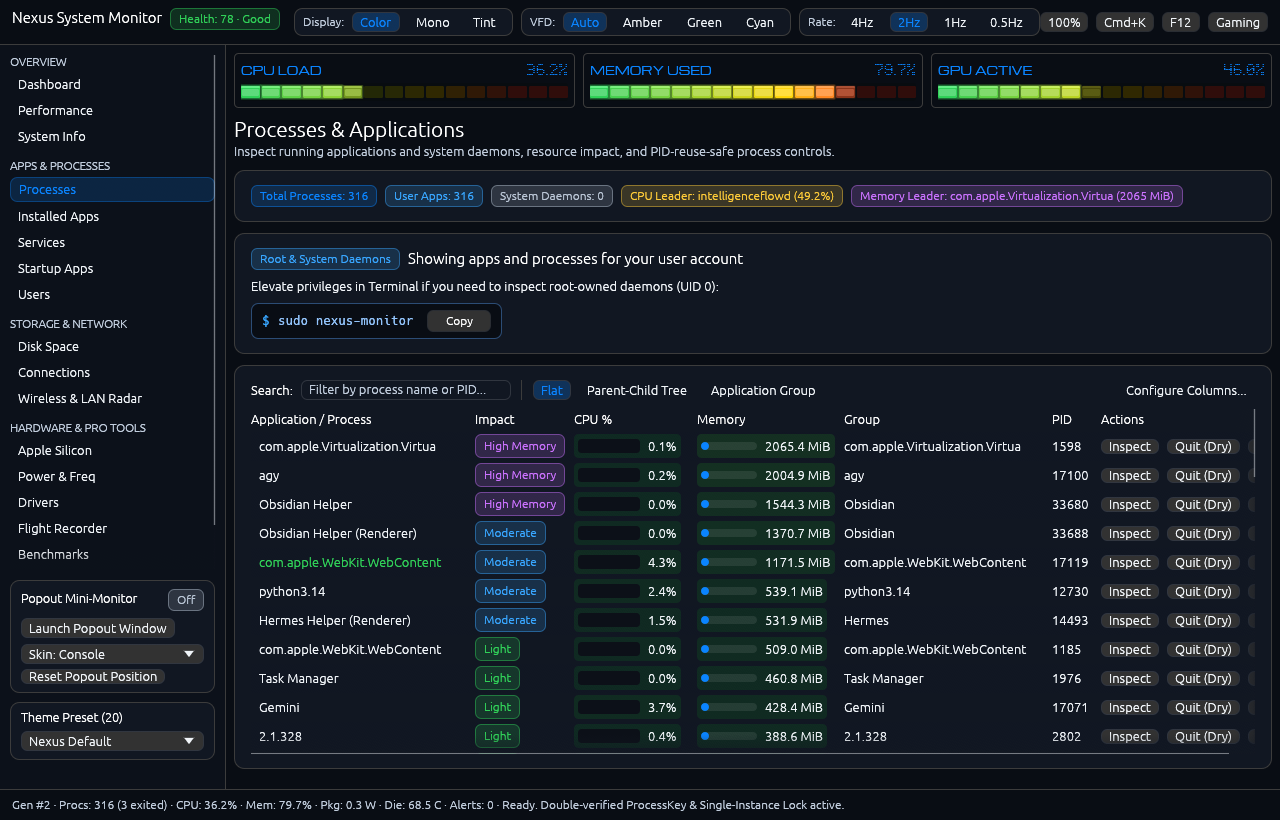 Nexus System Monitor Health: 78 · Good Display: Color Mono Tint VFD: Auto Amber Green Cyan Rate: 4Hz 2Hz 1Hz 0.5Hz 100% Cmd+K F12 Gaming
OVERVIEW
Dashboard
Performance
System Info
APPS & PROCESSES
Processes
Installed Apps
Services
Startup Apps
Users
STORAGE & NETWORK
Disk Space
Connections
Wireless & LAN Radar
HARDWARE & PRO TOOLS
Apple Silicon
Power & Freq
Drivers
Flight Recorder
Benchmarks
Popout Mini-Monitor Off
Launch Popout Window
Skin: Console
Reset Popout Position
Theme Preset (20)
Nexus Default
CPU LOAD 36.2% MEMORY USED 79.7% GPU ACTIVE 46.0%
Processes & Applications
Inspect running applications and system daemons, resource impact, and PID-reuse-safe process controls.
Total Processes: 316 User Apps: 316 System Daemons: 0 CPU Leader: intelligenceflowd (49.2%) Memory Leader: com.apple.Virtualization.Virtua (2065 MiB)
Root & System Daemons Showing apps and processes for your user account
Elevate privileges in Terminal if you need to inspect root-owned daemons (UID 0):
$ sudo nexus-monitor Copy
Search: Filter by process name or PID... Flat Parent-Child Tree Application Group Configure Columns...
Application / Process Impact CPU % Memory Group PID Actions
com.apple.Virtualization.Virtua High Memory 0.1% 2065.4 MiB com.apple.Virtualization.Virtua 1598 Inspect Quit (Dry)
agy High Memory 0.2% 2004.9 MiB agy 17100 Inspect Quit (Dry)
Obsidian Helper High Memory 0.0% 1544.3 MiB Obsidian 33680 Inspect Quit (Dry)
Obsidian Helper (Renderer) Moderate 0.0% 1370.7 MiB Obsidian 33688 Inspect Quit (Dry)
com.apple.WebKit.WebContent Moderate 4.3% 1171.5 MiB com.apple.WebKit.WebContent 17119 Inspect Quit (Dry)
python3.14 Moderate 2.4% 539.1 MiB python3.14 12730 Inspect Quit (Dry)
Hermes Helper (Renderer) Moderate 1.5% 531.9 MiB Hermes 14493 Inspect Quit (Dry)
com.apple.WebKit.WebContent Light 0.0% 509.0 MiB com.apple.WebKit.WebContent 1185 Inspect Quit (Dry)
Task Manager Light 0.0% 460.8 MiB Task Manager 1976 Inspect Quit (Dry)
Gemini Light 3.7% 428.4 MiB Gemini 17071 Inspect Quit (Dry)
2.1.328 Light 0.4% 388.6 MiB 2.1.328 2802 Inspect Quit (Dry)
Gen #2 · Procs: 316 (3 exited) · CPU: 36.2% · Mem: 79.7% · Pkg: 0.3 W · Die: 68.5 C · Alerts: 0 · Ready. Double-verified ProcessKey & Single-Instance Lock active.